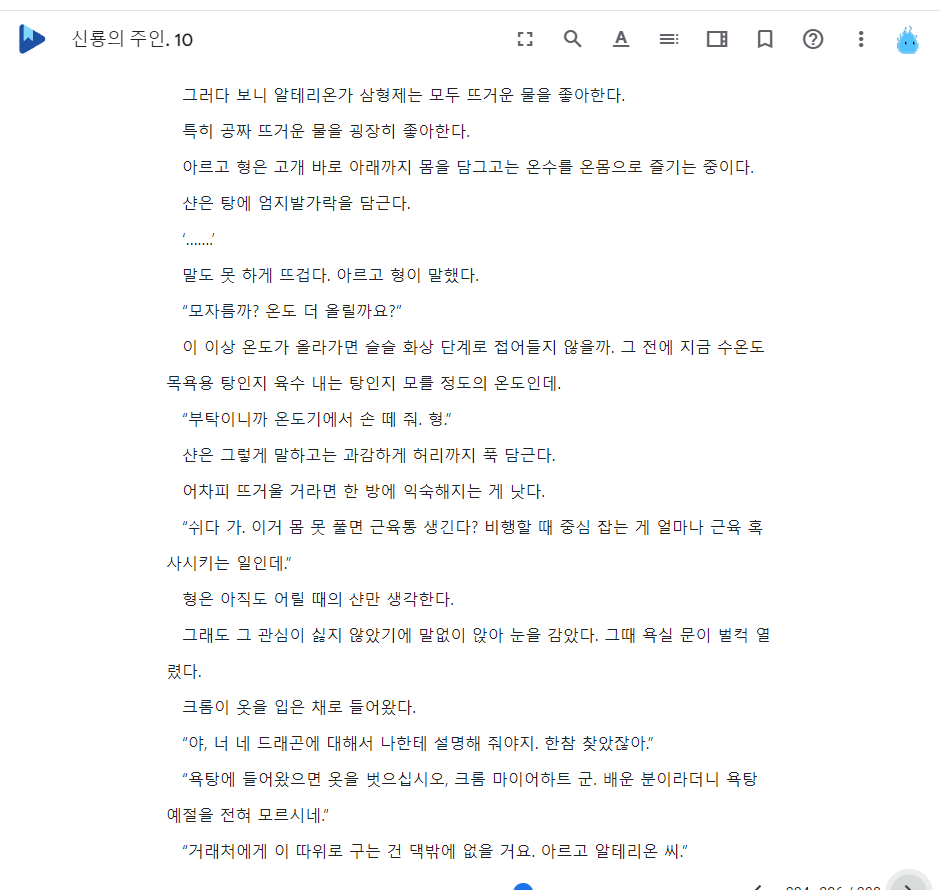 신룡의 주인. 10
그러다 보니 알테리온가 삼형제는 모두 뜨거운 물을 좋아한다.
특히 공짜 뜨거운 물을 굉장히 좋아한다.
아르고 형은 고개 바로 아래까지 몸을 담그고는 온수를 온몸으로 즐기는 중이다.
샨은 탕에 엄지발가락을 담근다.
‘…….’
말도 못 하게 뜨겁다. 아르고 형이 말했다.
“모자름까? 온도 더 올릴까요?”
이 이상 온도가 올라가면 슬슬 화상 단계로 접어들지 않을까. 그 전에 지금 수온도
목욕용 탕인지 육수 내는 탕인지 모를 정도의 온도인데.
“부탁이니까 온도기에서 손 떼 줘. 형.”
샨은 그렇게 말하고는 과감하게 허리까지 푹 담근다.
어차피 뜨거울 거라면 한 방에 익숙해지는 게 낫다.
“쉬다 가. 이거 몸 못 풀면 근육통 생긴다? 비행할 때 중심 잡는 게 얼마나 근육 혹
사시키는 일인데.”
형은 아직도 어릴 때의 샨만 생각한다.
그래도 그 관심이 싫지 않았기에 말없이 앉아 눈을 감았다. 그때 욕실 문이 벌컥 열
렸다.
크롬이 옷을 입은 채로 들어왔다.
“야, 너 네 드래곤에 대해서 나한테 설명해 줘야지. 한참 찾았잖아.”
“욕탕에 들어왔으면 옷을 벗으십시오, 크롬 마이어하트 군. 배운 분이라더니 욕탕
예절을 전혀 모르시네.”
“거래처에게 이 따위로 구는 건 댁밖에 없을 거요. 아르고 알테리온 씨.”